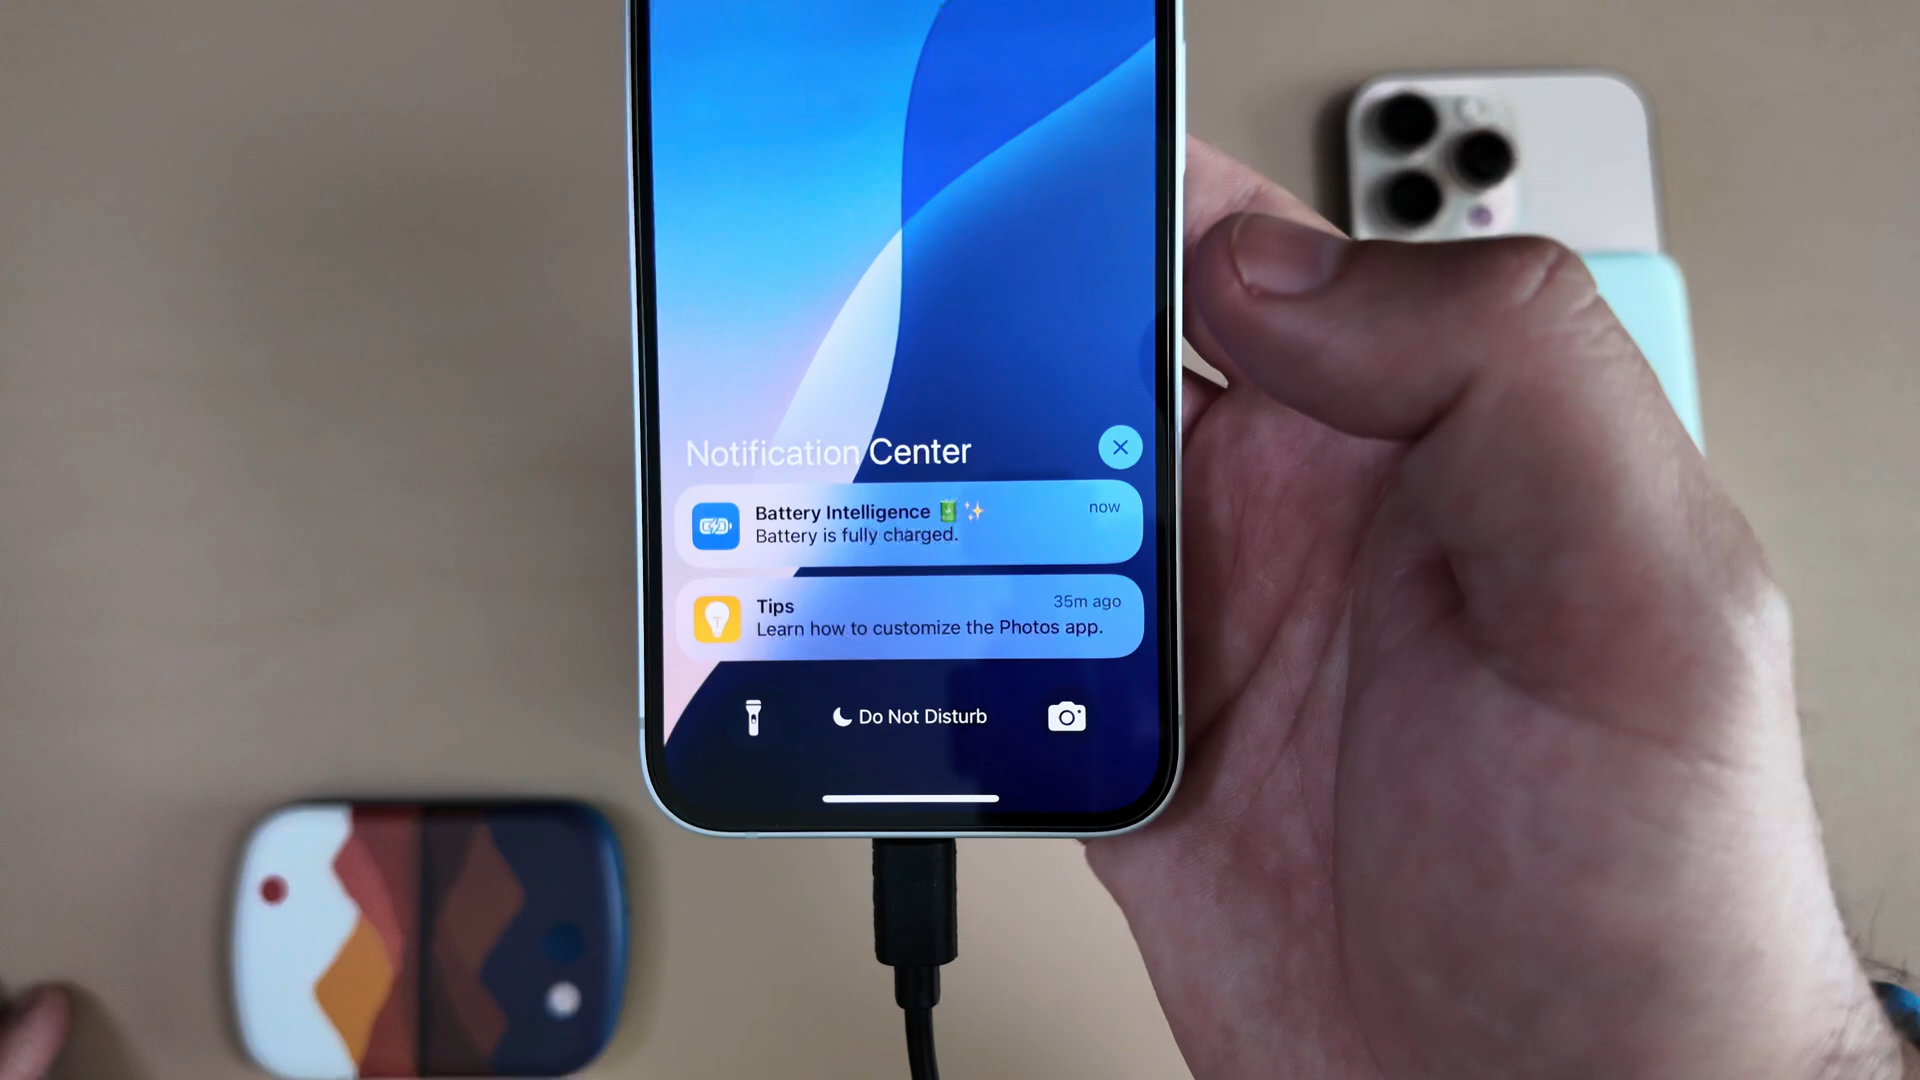 Notification Center
Battery Intelligence 🔋✨ now
Battery is fully charged.
Tips 35m ago
Learn how to customize the Photos app.
Do Not Disturb